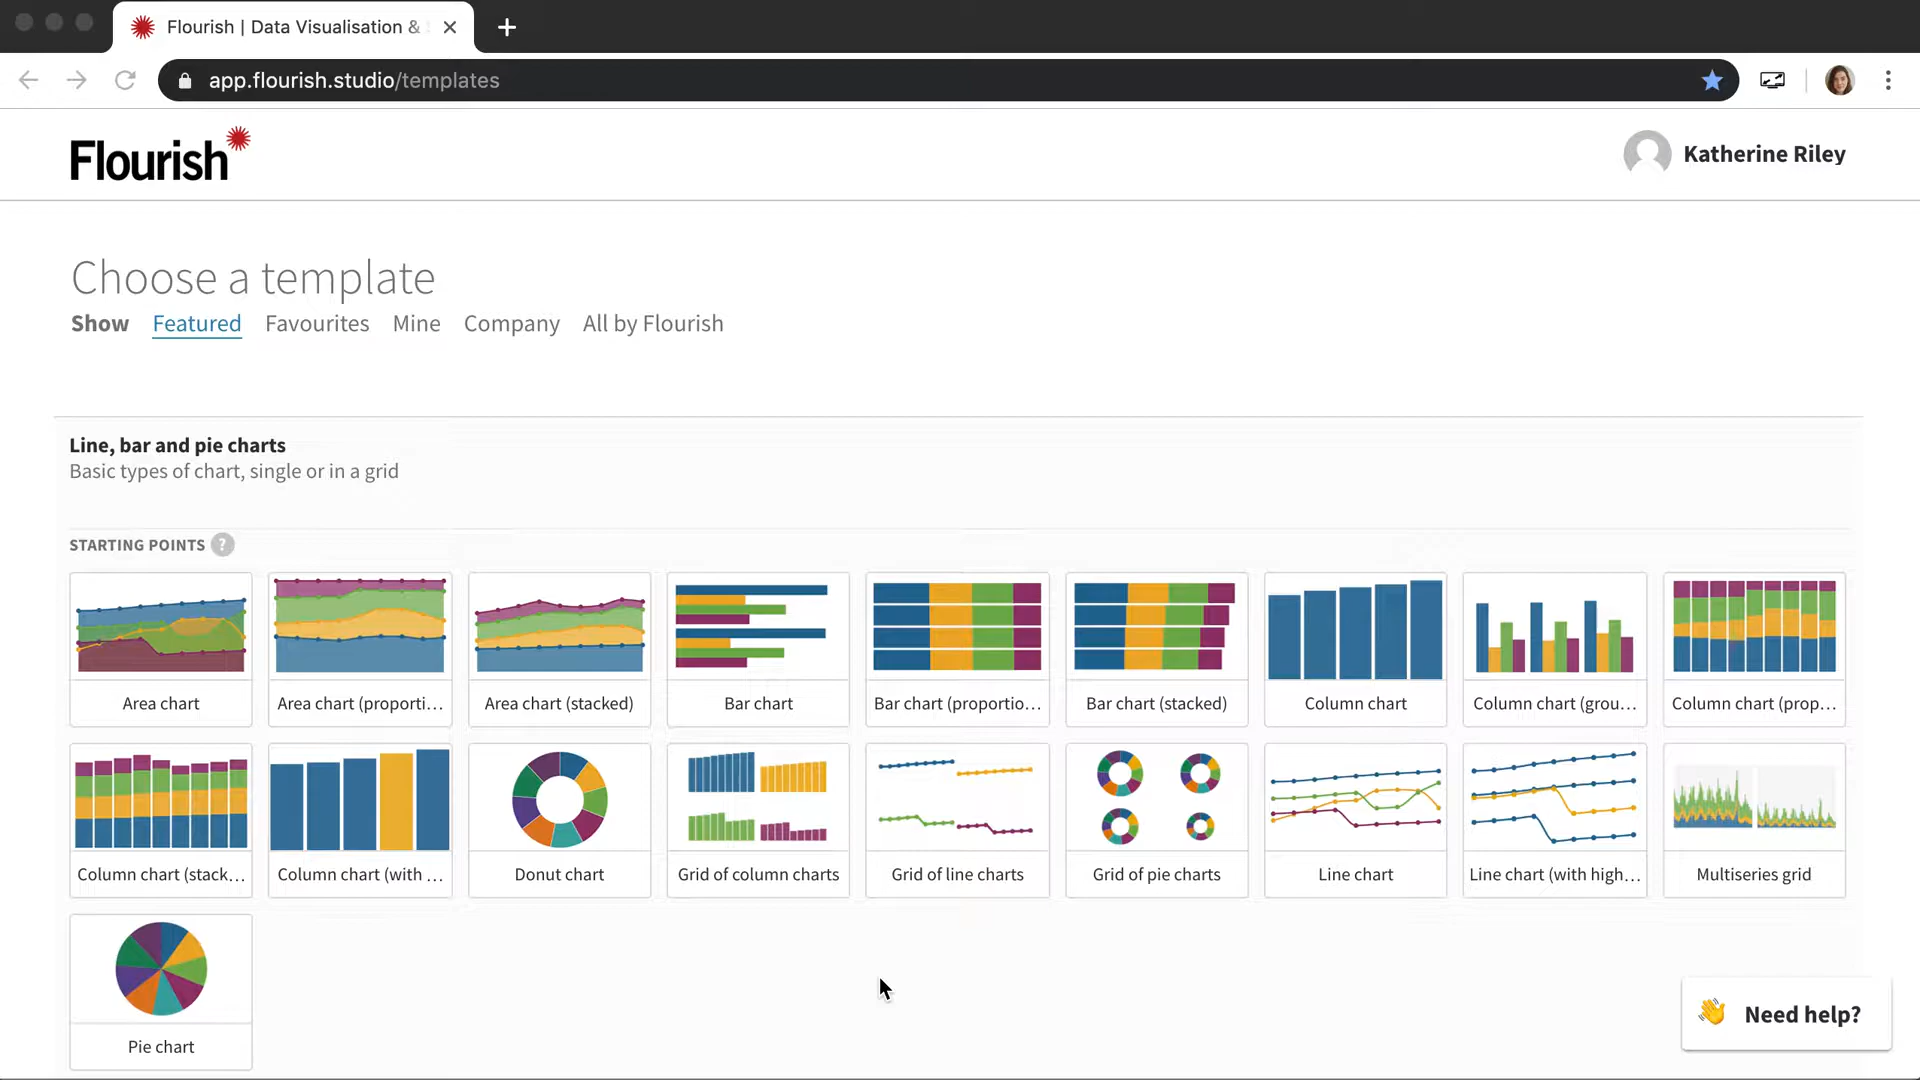 Flourish | Data Visualisation &
app.flourish.studio/templates
Flourish
Katherine Riley
Choose a template
Show Featured Favourites Mine Company All by Flourish
Line, bar and pie charts
Basic types of chart, single or in a grid
STARTING POINTS ?
Area chart
Area chart (proporti...
Area chart (stacked)
Bar chart
Bar chart (proportio...
Bar chart (stacked)
Column chart
Column chart (grou...
Column chart (prop...
Column chart (stack...
Column chart (with ...
Donut chart
Grid of column charts
Grid of line charts
Grid of pie charts
Line chart
Line chart (with high...
Multiseries grid
Pie chart
Need help?